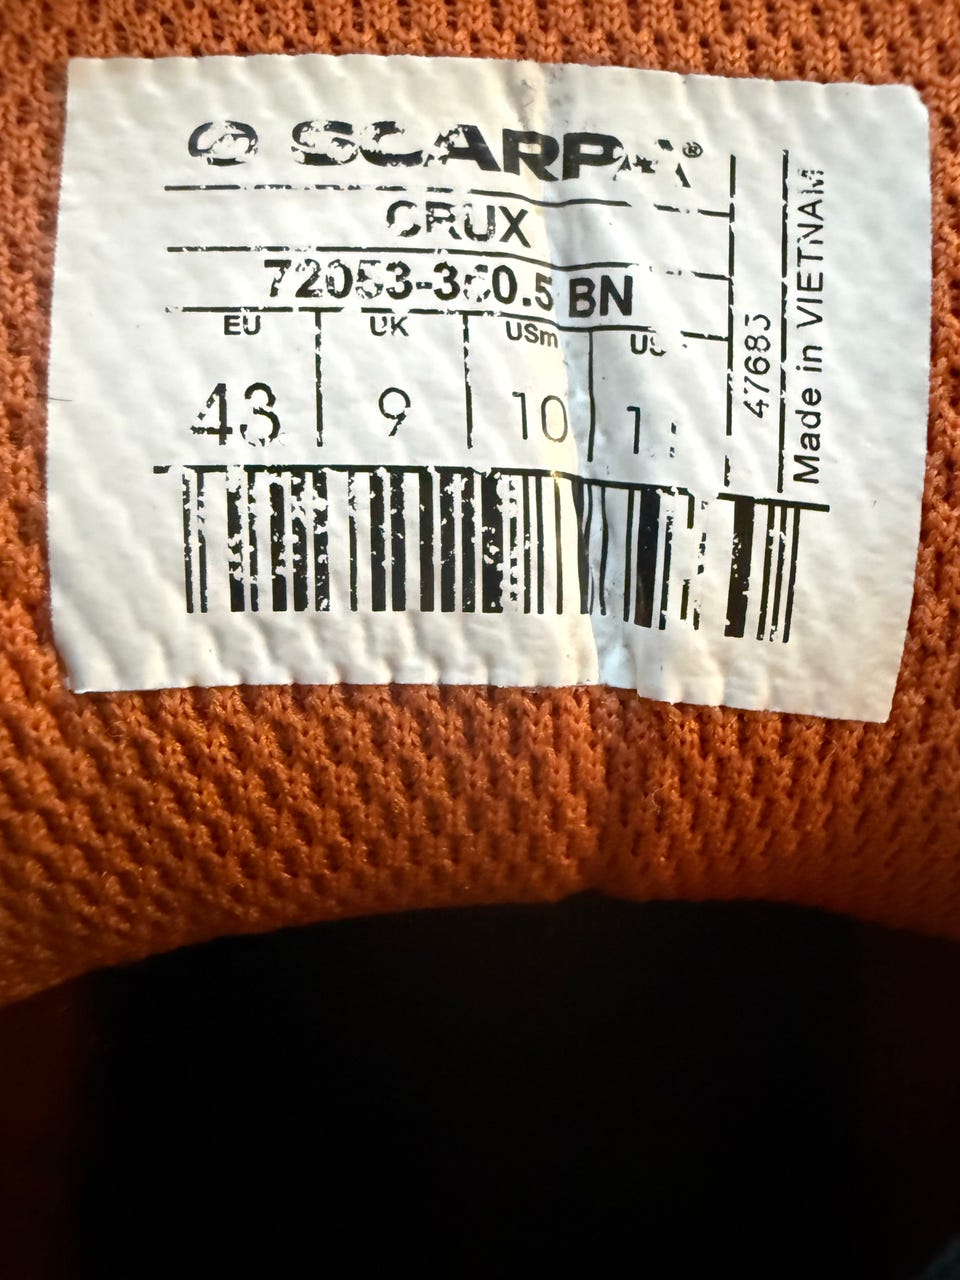 SCARPA®
CRUX
BN
EU UK USm
43 9 10
47683
Made in VIETNAM